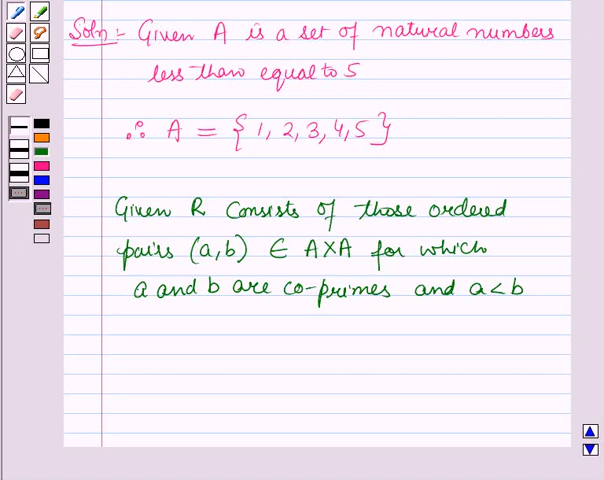 Soln:- Given A is a set of natural numbers
less than equal to 5
∴ A = {1, 2, 3, 4, 5}
Given R consists of those ordered
pairs (a, b) ∈ A×A for which
a and b are co-primes and a<b